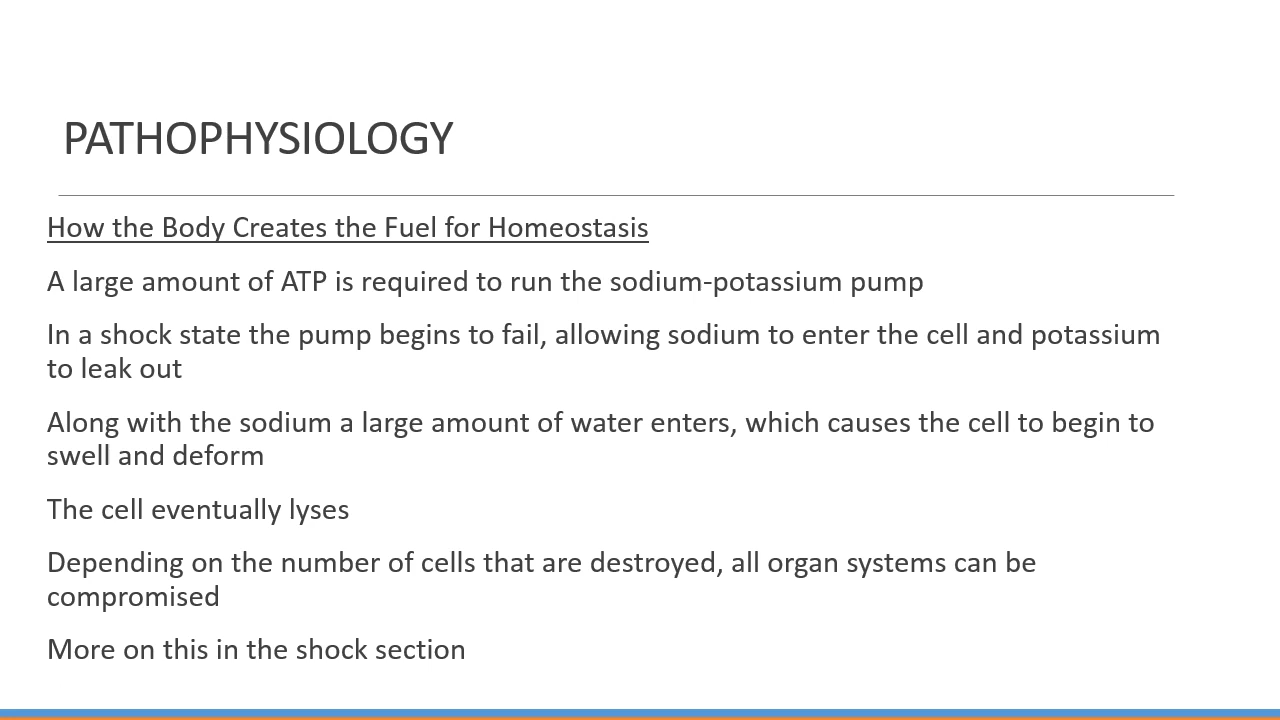 PATHOPHYSIOLOGY
How the Body Creates the Fuel for Homeostasis
A large amount of ATP is required to run the sodium-potassium pump
In a shock state the pump begins to fail, allowing sodium to enter the cell and potassium
to leak out
Along with the sodium a large amount of water enters, which causes the cell to begin to
swell and deform
The cell eventually lyses
Depending on the number of cells that are destroyed, all organ systems can be
compromised
More on this in the shock section